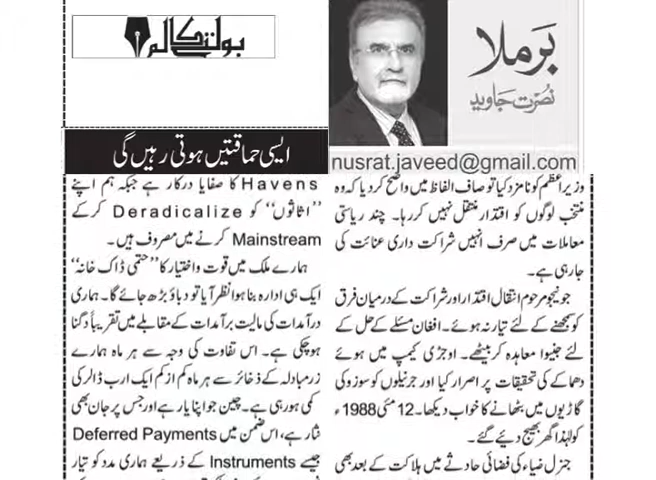 بولتے کالم
برملا
نصرت جاوید
nusrat.javeed@gmail.com
ایسی حماقتیں ہوتی رہیں گی
وزیراعظم کو نامزد کیا تو صاف الفاظ میں واضح کر دیا کہ وہ
منتخب لوگوں کو اقتدار منتقل نہیں کر رہا۔ چند ریاستی
معاملات میں صرف انہیں شراکت داری عنائت کی
جا رہی ہے۔
جونیجو مرحوم انتقالِ اقتدار اور شراکت کے درمیان فرق
کو سمجھنے کے لئے تیار نہ ہوئے۔ افغان مسئلے کے حل کے
لئے جنیوا معاہدہ کر بیٹھے۔ اوجڑی کیمپ میں ہوئے
دھماکے کی تحقیقات پر اصرار کیا اور جرنیلوں کو سوزوکی
گاڑیوں میں بٹھانے کا خواب دیکھا۔ 12 مئی 1988ء
کو لہٰذا گھر بھیج دئیے گئے۔
جنرل ضیاء کی فضائی حادثے میں ہلاکت کے بعد بھی
Havens کا صفایا درکار ہے جبکہ ہم اپنے
’’اثاثوں‘‘ کو Deradicalize کر کے
Mainstream کرنے میں مصروف ہیں۔
ہمارے ملک میں قوت و اختیار کا ’’حتمی ڈاک خانہ‘‘
ایک ہی ادارہ بنا ہوا نظر آیا تو دباؤ بڑھ جائے گا۔ ہماری
درآمدات کی مالیت برآمدات کے مقابلے میں تقریباً دگنا
ہو چکی ہے۔ اس تفاوت کی وجہ سے ہر ماہ ہمارے
زرمبادلہ کے ذخائر سے ہر ماہ کم از کم ایک ارب ڈالر کی
کمی ہو رہی ہے۔ چین جو اپنا یار ہے اور جس پر جان بھی
نثار ہے، اس ضمن میں Deferred Payments
جیسے Instruments کے ذریعے ہماری مدد کو تیار